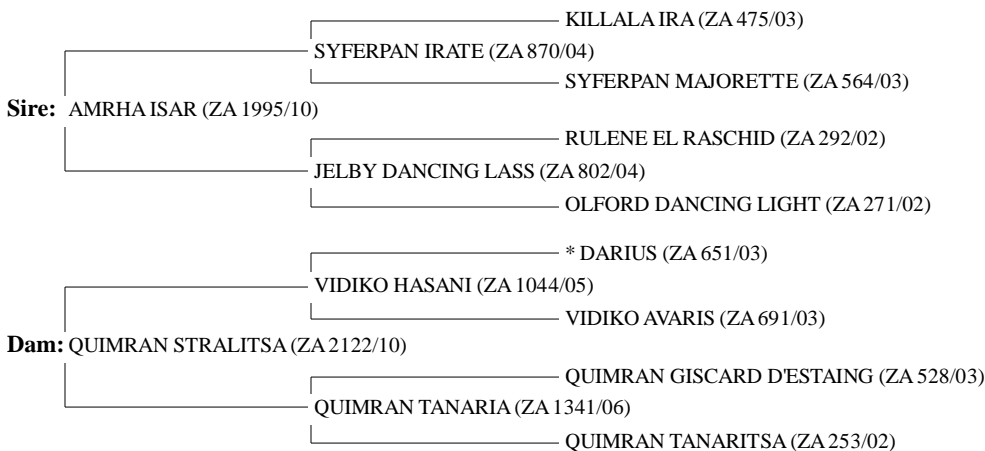 KILLALA IRA (ZA 475/03)
SYFERPAN IRATE (ZA 870/04)
SYFERPAN MAJORETTE (ZA 564/03)
Sire: AMRHA ISAR (ZA 1995/10)
RULENE EL RASCHID (ZA 292/02)
JELBY DANCING LASS (ZA 802/04)
OLFORD DANCING LIGHT (ZA 271/02)
* DARIUS (ZA 651/03)
VIDIKO HASANI (ZA 1044/05)
VIDIKO AVARIS (ZA 691/03)
Dam: QUIMRAN STRALITSA (ZA 2122/10)
QUIMRAN GISCARD D'ESTAING (ZA 528/03)
QUIMRAN TANARIA (ZA 1341/06)
QUIMRAN TANARITSA (ZA 253/02)